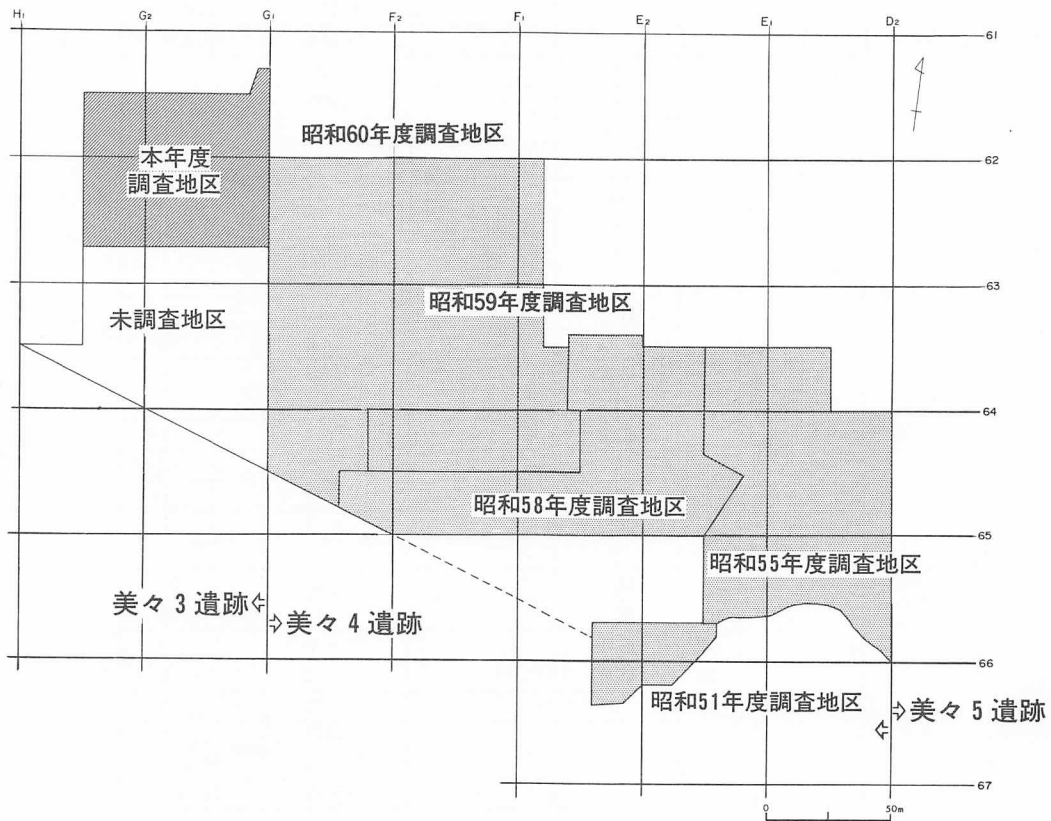 H1 G2 G1 F2 F1 E2 E1 D2
61
昭和60年度調査地区
本年度
調査地区
62
昭和59年度調査地区
63
未調査地区
64
昭和58年度調査地区
65
昭和55年度調査地区
美々3遺跡
美々4遺跡
66
昭和51年度調査地区
美々5遺跡
67
0 50m